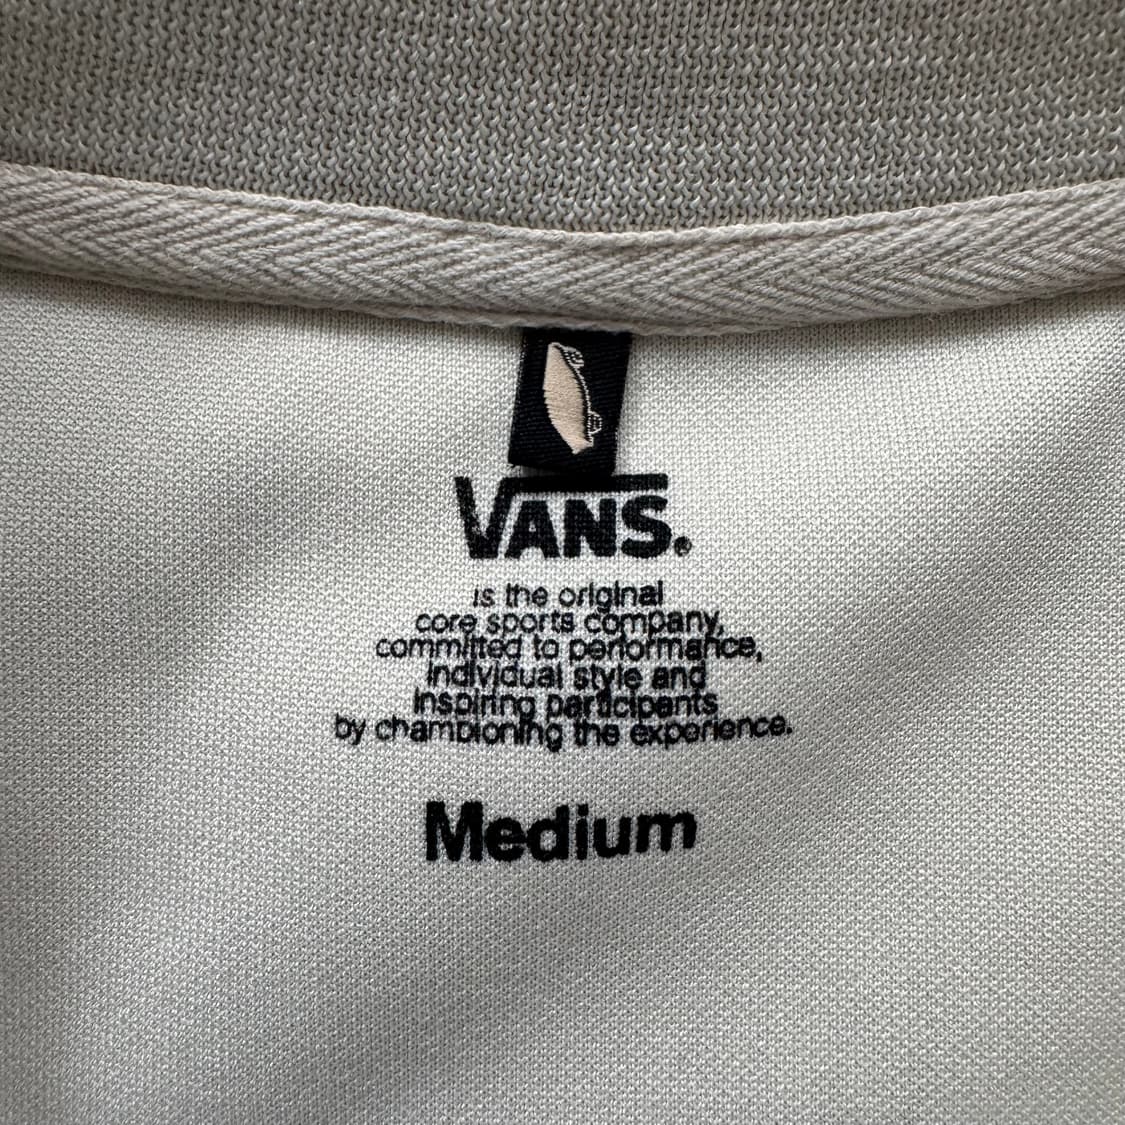 VANS®
is the original
core sports company,
committed to performance,
individual style and
inspiring participants
by championing the experience.
Medium